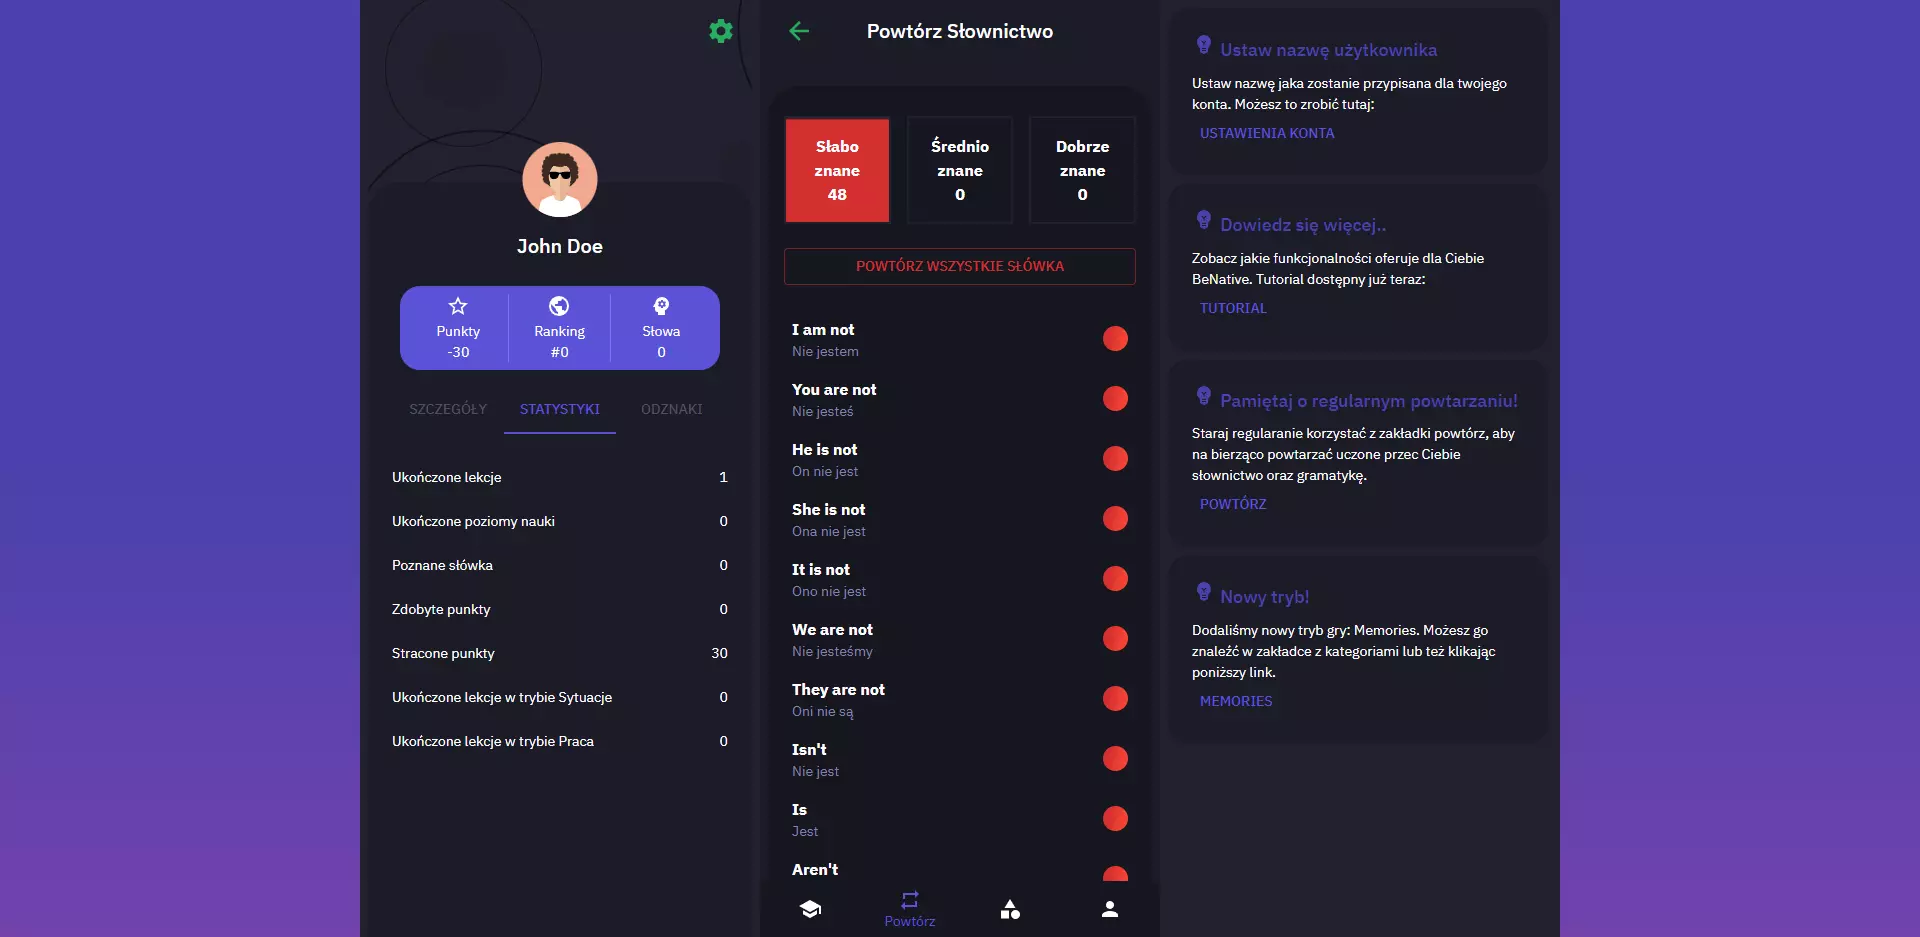 John Doe
Punkty
-30
Ranking
#0
Słowa
0
SZCZEGÓŁY STATYSTYKI ODZNAKI
Ukończone lekcje 1
Ukończone poziomy nauki 0
Poznane słówka 0
Zdobyte punkty 0
Stracone punkty 30
Ukończone lekcje w trybie Sytuacje 0
Ukończone lekcje w trybie Praca 0
Powtórz Słownictwo
Słabo
znane
48
Średnio
znane
0
Dobrze
znane
0
POWTÓRZ WSZYSTKIE SŁÓWKA
I am not
Nie jestem
You are not
Nie jesteś
He is not
On nie jest
She is not
Ona nie jest
It is not
Ono nie jest
We are not
Nie jesteśmy
They are not
Oni nie są
Isn't
Nie jest
Is
Jest
Aren't
Powtórz
Ustaw nazwę użytkownika
Ustaw nazwę jaka zostanie przypisana dla twojego
konta. Możesz to zrobić tutaj:
USTAWIENIA KONTA
Dowiedz się więcej..
Zobacz jakie funkcjonalności oferuje dla Ciebie
BeNative. Tutorial dostępny już teraz:
TUTORIAL
Pamiętaj o regularnym powtarzaniu!
Staraj regularanie korzystać z zakładki powtórz, aby
na bierząco powtarzać uczone przec Ciebie
słownictwo oraz gramatykę.
POWTÓRZ
Nowy tryb!
Dodaliśmy nowy tryb gry: Memories. Możesz go
znaleźć w zakładce z kategoriami lub też klikając
poniższy link.
MEMORIES